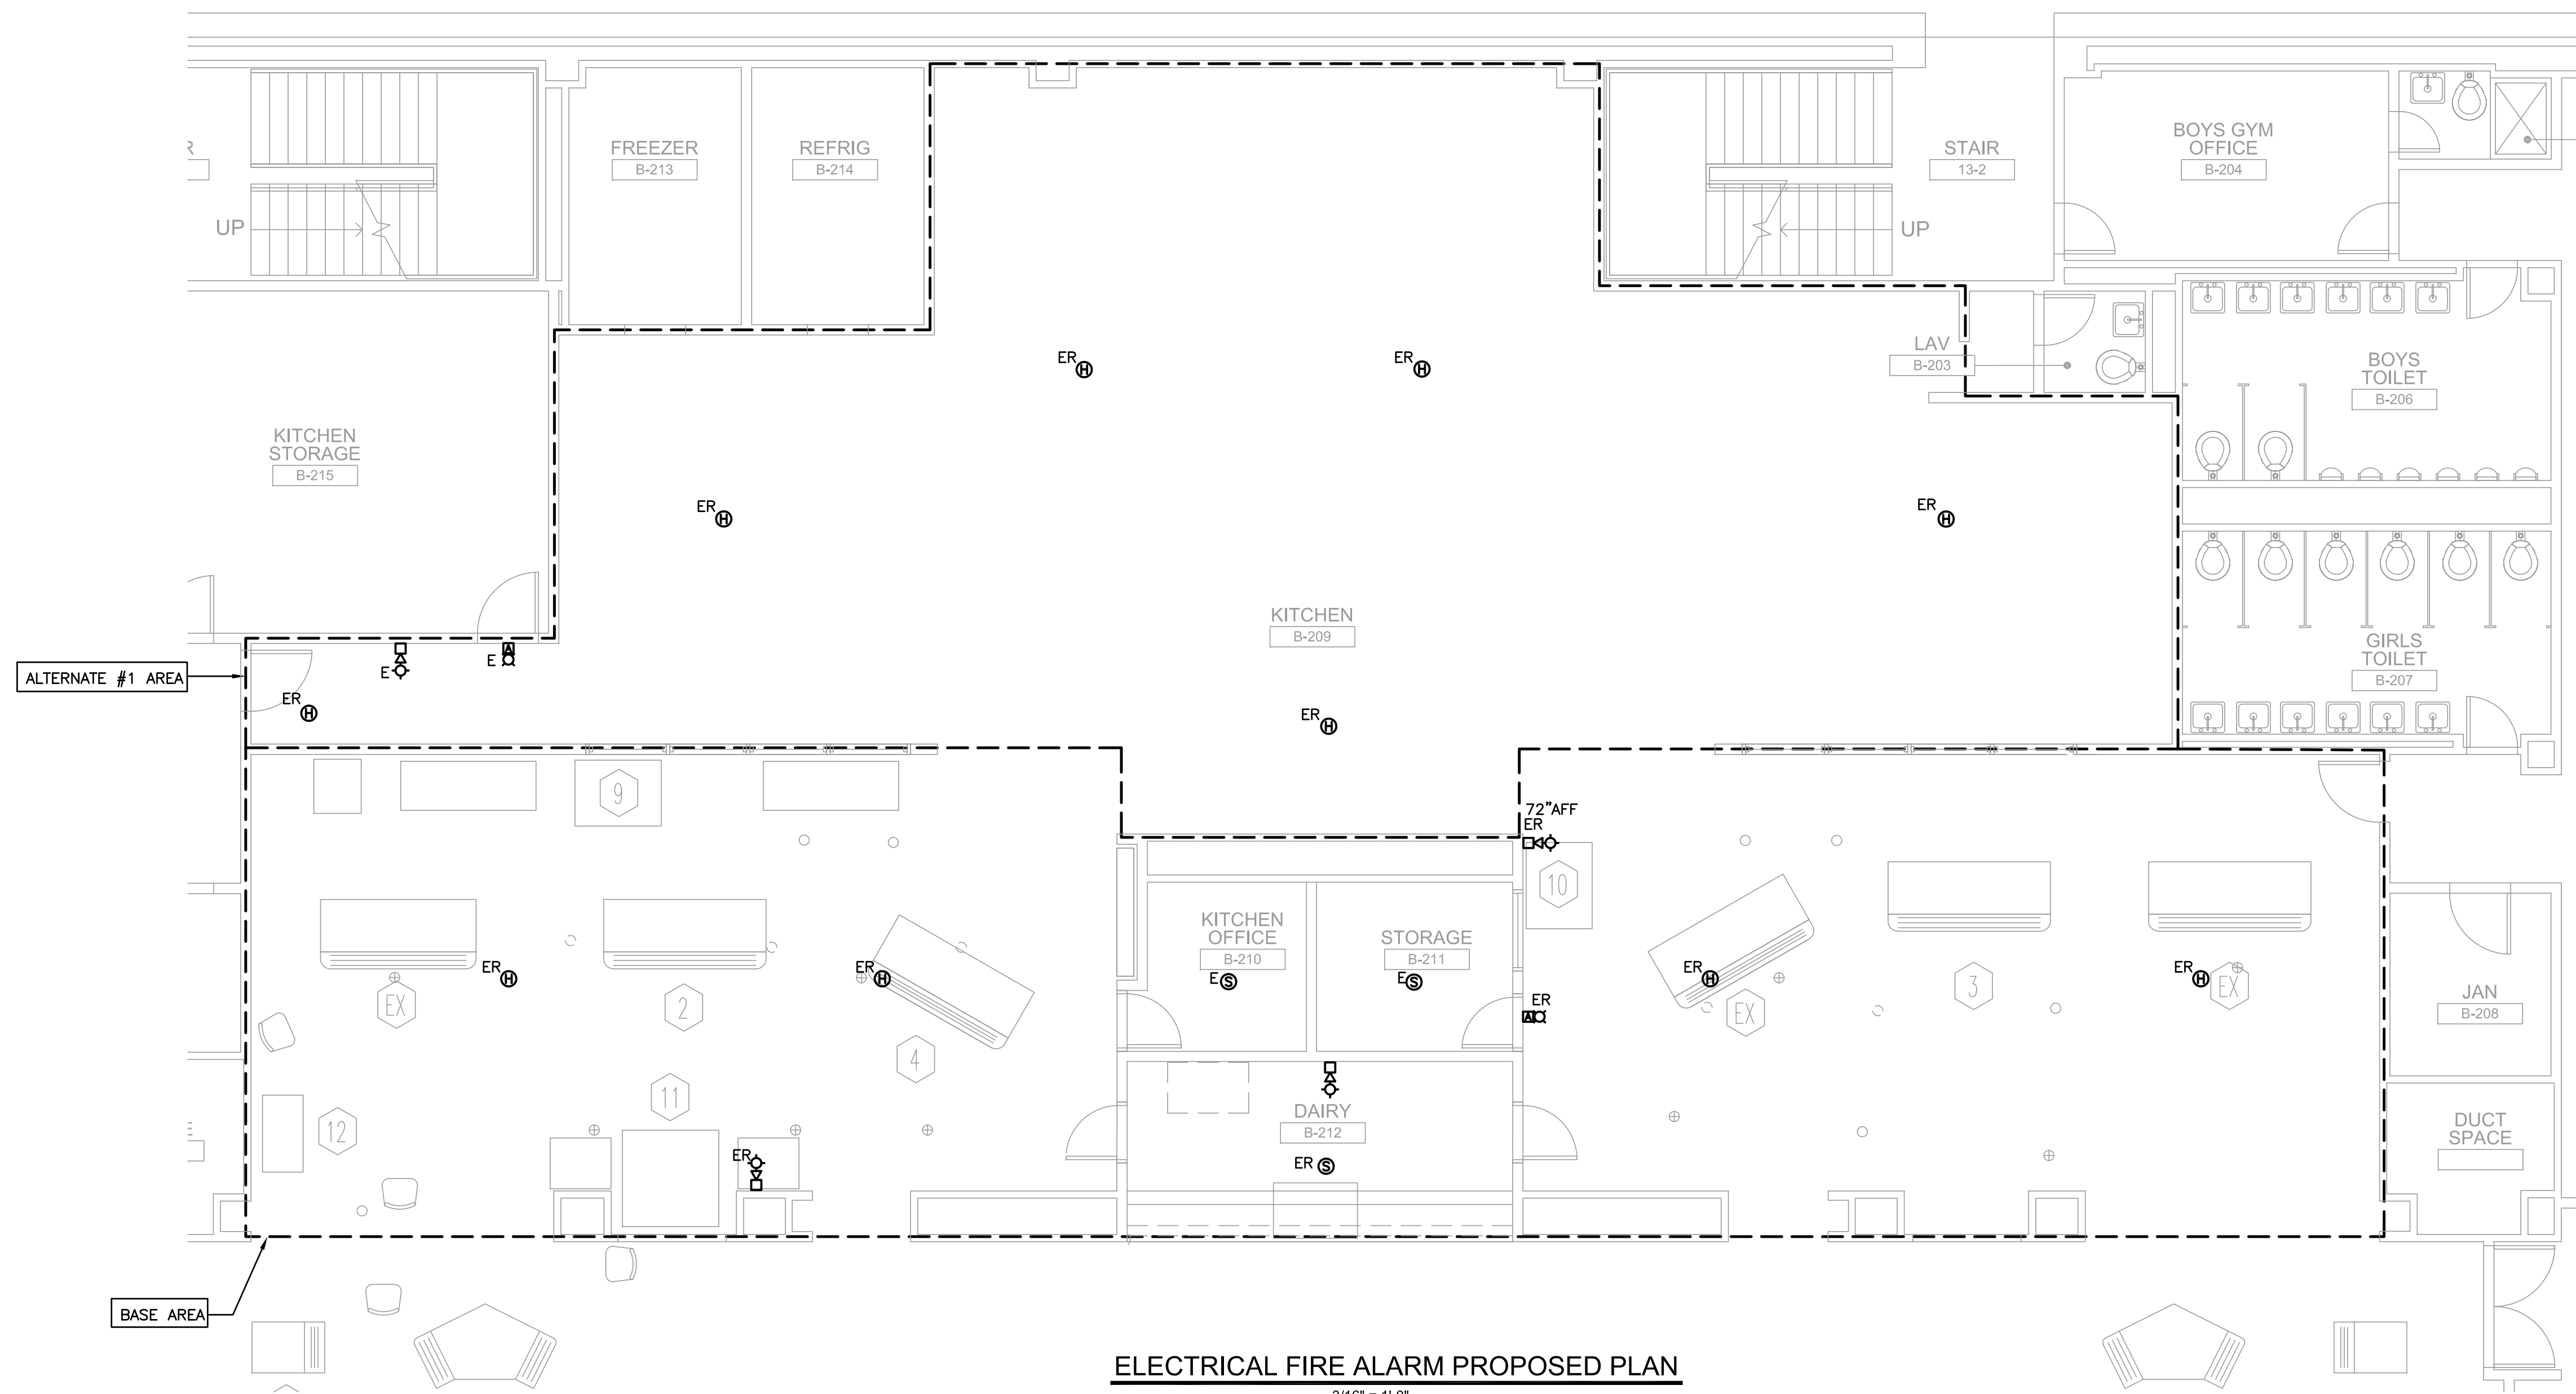 FREEZER
B-213
REFRIG
B-214
STAIR
13-2
BOYS GYM
OFFICE
B-204
R
UP
UP
LAV
B-203
BOYS
TOILET
B-206
ER
H
ER
H
KITCHEN
STORAGE
B-215
ER
H
ER
H
KITCHEN
B-209
GIRLS
TOILET
B-207
ALTERNATE #1 AREA
E
E
A
ER
H
ER
H
9
72"AFF
ER
10
KITCHEN
OFFICE
B-210
E
S
STORAGE
B-211
E
S
ER
H
ER
H
ER
H
ER
H
EX
2
4
ER
A
EX
3
EX
JAN
B-208
11
12
DAIRY
B-212
DUCT
SPACE
E
ER
ER
S
BASE AREA
ELECTRICAL FIRE ALARM PROPOSED PLAN